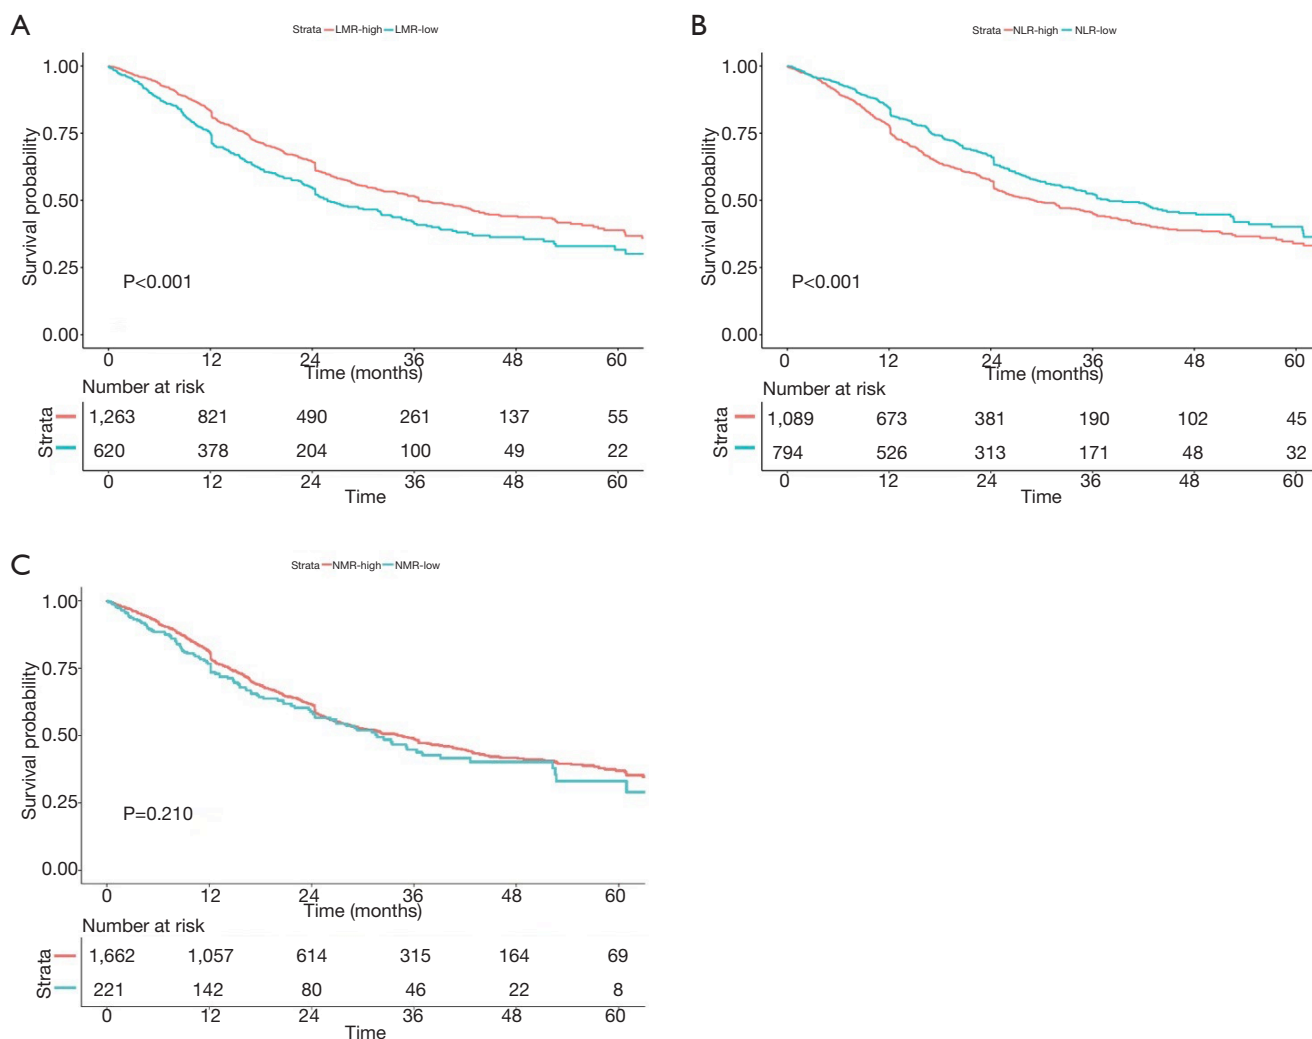 A
Strata LMR-high LMR-low
1.00
0.75
0.50
0.25
0.00
Survival probability
P<0.001
0 12 24 36 48 60
Time (months)
Number at risk
Strata
1,263 821 490 261 137 55
620 378 204 100 49 22
0 12 24 36 48 60
Time
B
Strata NLR-high NLR-low
1.00
0.75
0.50
0.25
0.00
Survival probability
P<0.001
0 12 24 36 48 60
Time (months)
Number at risk
Strata
1,089 673 381 190 102 45
794 526 313 171 48 32
0 12 24 36 48 60
Time
C
Strata NMR-high NMR-low
1.00
0.75
0.50
0.25
0.00
Survival probability
P=0.210
0 12 24 36 48 60
Time (months)
Number at risk
Strata
1,662 1,057 614 315 164 69
221 142 80 46 22 8
0 12 24 36 48 60
Time